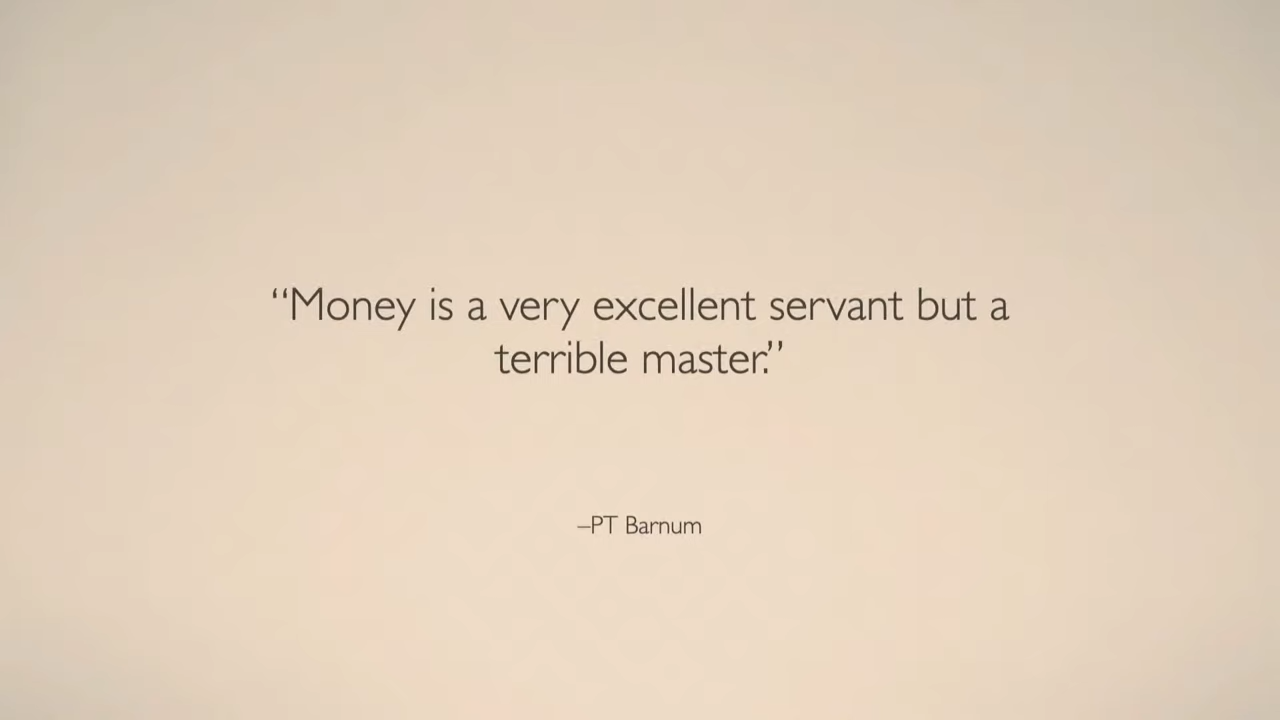 “Money is a very excellent servant but a
terrible master.”
–PT Barnum